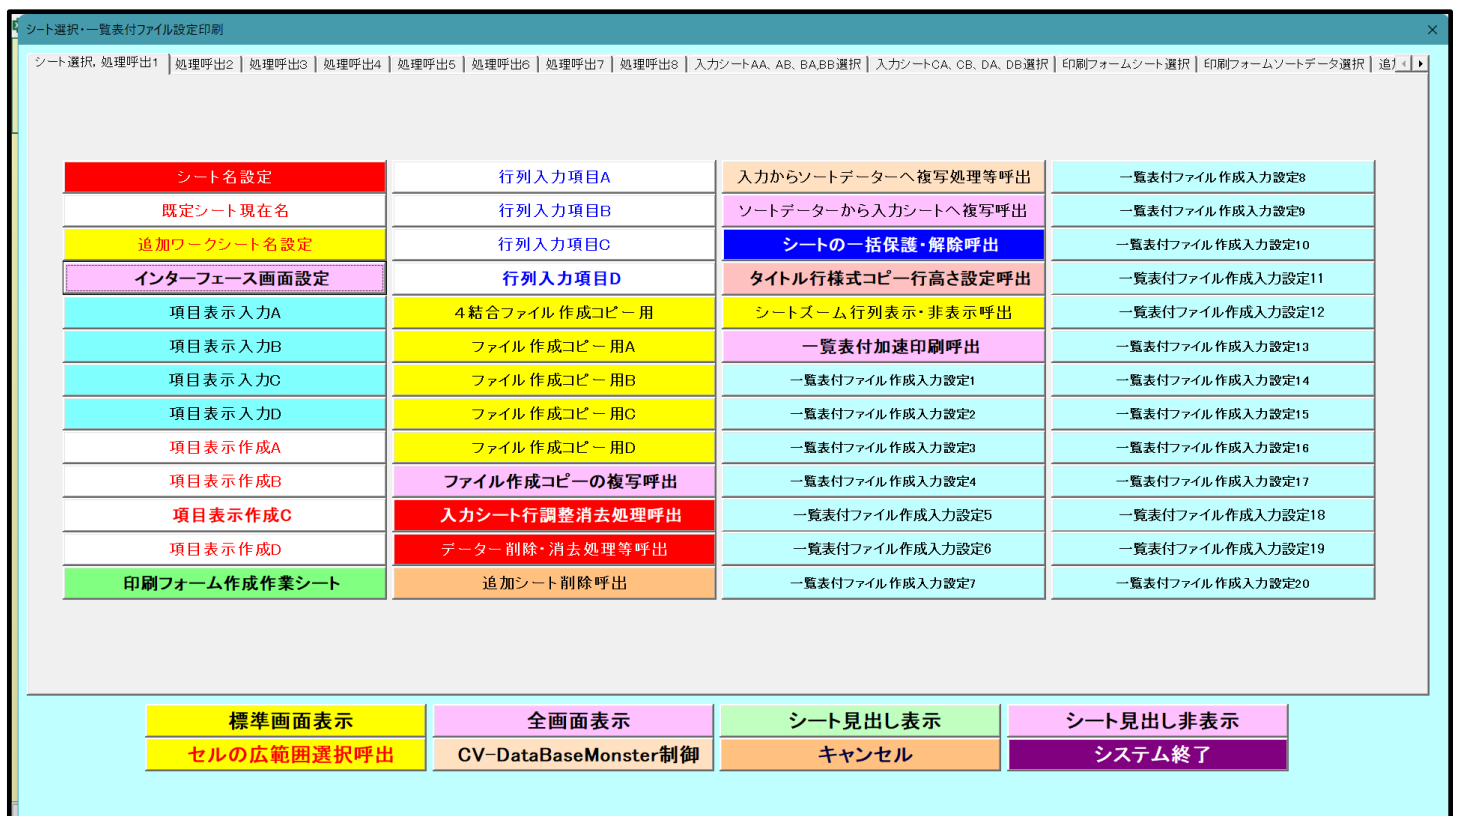 シート選択・一覧表付ファイル設定印刷
シート選択, 処理呼出1 処理呼出2 処理呼出3 処理呼出4 処理呼出5 処理呼出6 処理呼出7 処理呼出8 入力シートAA、AB、BA,BB選択 入力シートCA、CB、DA、DB選択 印刷フォームシート選択 印刷フォームソートデータ選択
シート名設定 行列入力項目A 入力からソートデーターへ複写処理等呼出 一覧表付ファイル作成入力設定8
既定シート現在名 行列入力項目B ソートデーターから入力シートへ複写呼出 一覧表付ファイル作成入力設定9
追加ワークシート名設定 行列入力項目C シートの一括保護・解除呼出 一覧表付ファイル作成入力設定10
インターフェース画面設定 行列入力項目D タイトル行様式コピー行高さ設定呼出 一覧表付ファイル作成入力設定11
項目表示入力A 4結合ファイル作成コピー用 シートズーム行列表示・非表示呼出 一覧表付ファイル作成入力設定12
項目表示入力B ファイル作成コピー用A 一覧表付加速印刷呼出 一覧表付ファイル作成入力設定13
項目表示入力C ファイル作成コピー用B 一覧表付ファイル作成入力設定1 一覧表付ファイル作成入力設定14
項目表示入力D ファイル作成コピー用C 一覧表付ファイル作成入力設定2 一覧表付ファイル作成入力設定15
項目表示作成A ファイル作成コピー用D 一覧表付ファイル作成入力設定3 一覧表付ファイル作成入力設定16
項目表示作成B ファイル作成コピーの複写呼出 一覧表付ファイル作成入力設定4 一覧表付ファイル作成入力設定17
項目表示作成C 入力シート行調整消去処理呼出 一覧表付ファイル作成入力設定5 一覧表付ファイル作成入力設定18
項目表示作成D データー削除・消去処理等呼出 一覧表付ファイル作成入力設定6 一覧表付ファイル作成入力設定19
印刷フォーム作成作業シート 追加シート削除呼出 一覧表付ファイル作成入力設定7 一覧表付ファイル作成入力設定20
標準画面表示 全画面表示 シート見出し表示 シート見出し非表示
セルの広範囲選択呼出 CV-DataBaseMonster制御 キャンセル システム終了